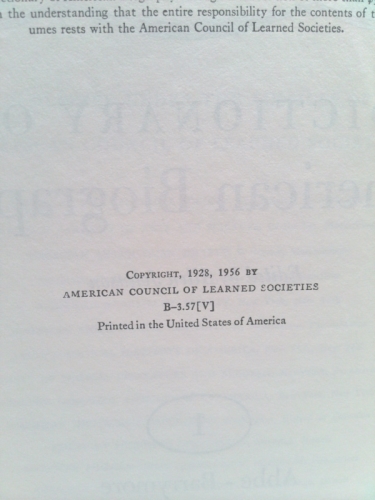 the understanding that the entire responsibility for the contents of
umes rests with the American Council of Learned Societies.
COPYRIGHT, 1928, 1956 BY
AMERICAN COUNCIL OF LEARNED SOCIETIES
B–3.57[V]
Printed in the United States of America